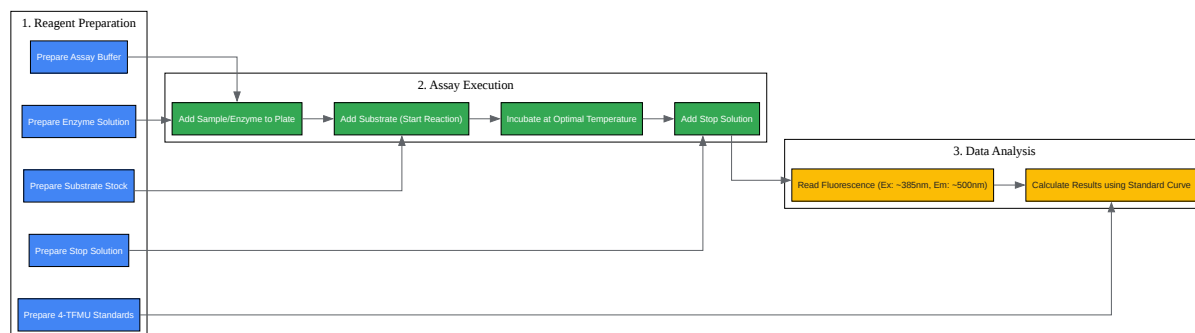 1. Reagent Preparation
Prepare Assay Buffer
Prepare Enzyme Solution
Prepare Substrate Stock
Prepare Stop Solution
Prepare 4-TFMU Standards
2. Assay Execution
Add Sample/Enzyme to Plate
Add Substrate (Start Reaction)
Incubate at Optimal Temperature
Add Stop Solution
3. Data Analysis
Read Fluorescence (Ex: ~385nm, Em: ~500nm)
Calculate Results using Standard Curve